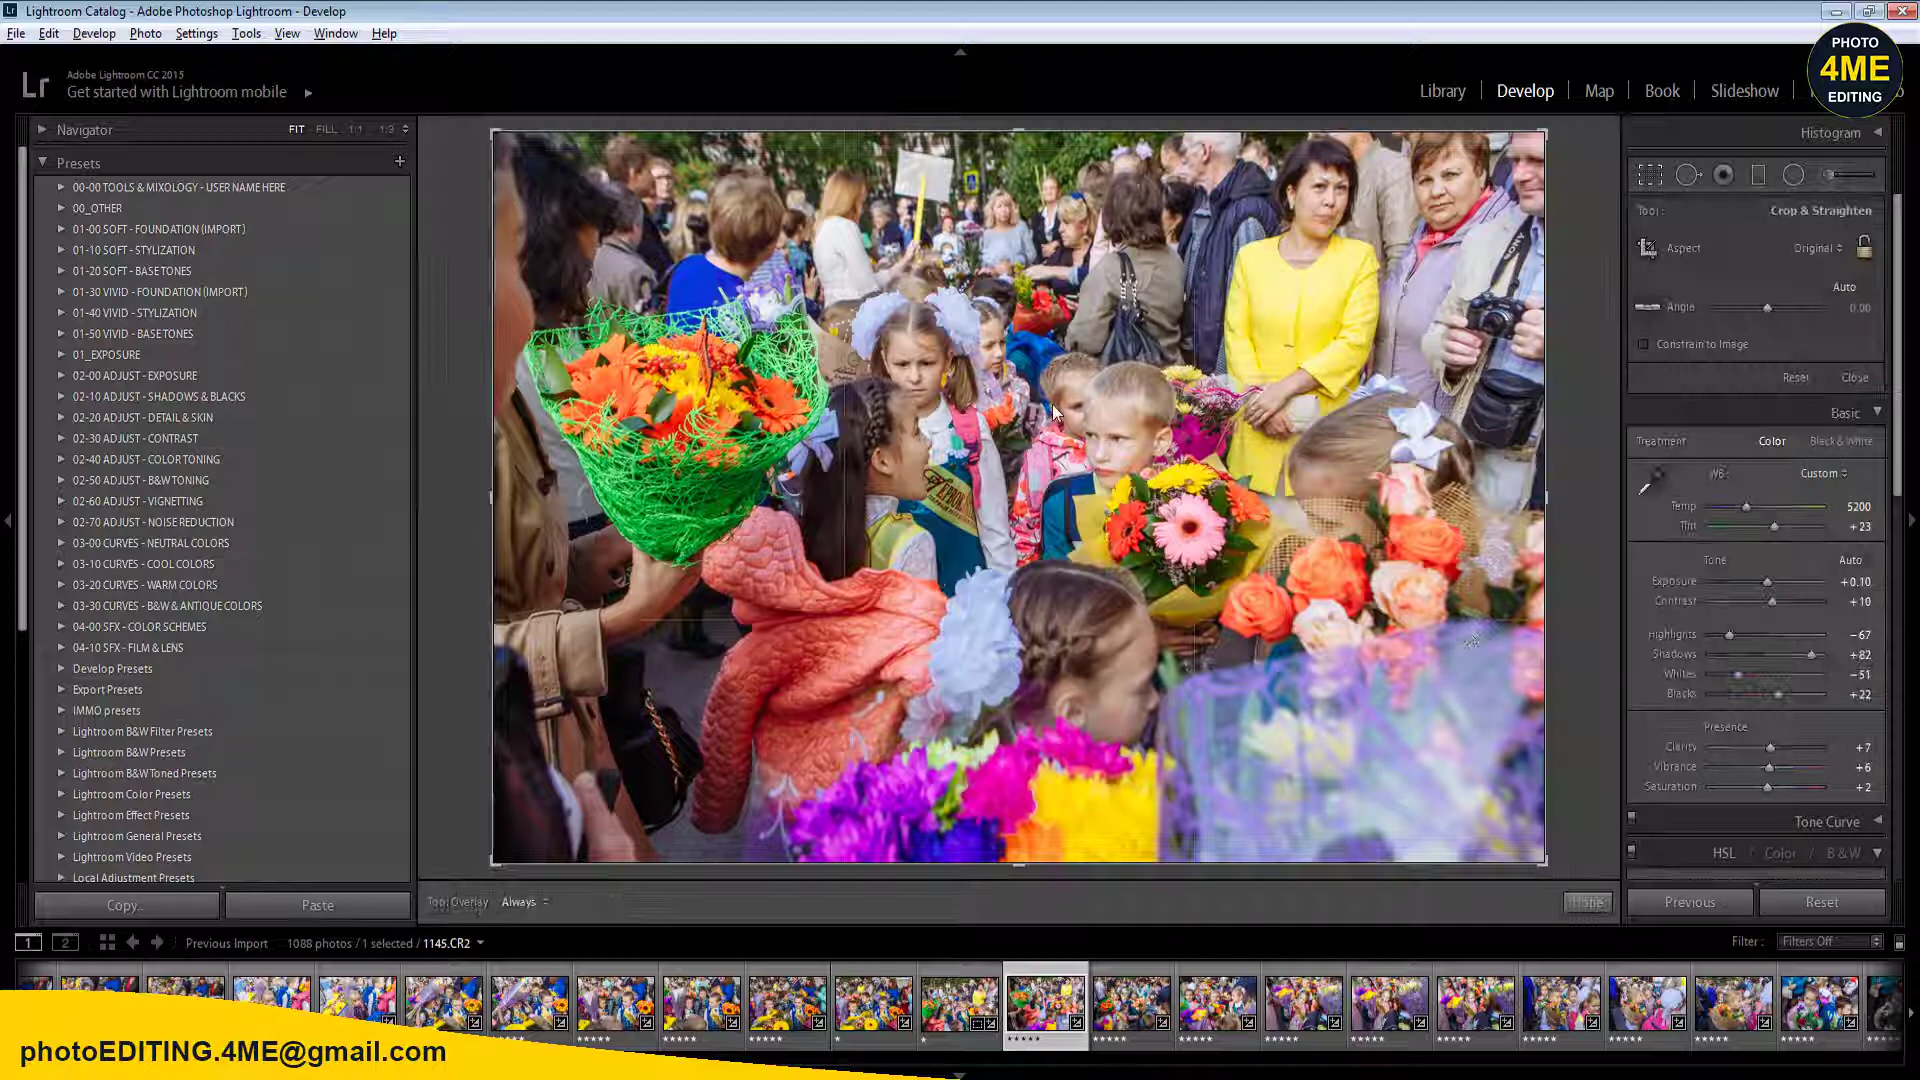 Lightroom Catalog - Adobe Photoshop Lightroom - Develop
File Edit Develop Photo Settings Tools View Window Help
PHOTO
4ME
EDITING
Lr
Adobe Lightroom CC 2015
Get started with Lightroom mobile
Library Develop Map Book Slideshow
Navigator FIT FILL 1:1 1:3
Presets +
00-00 TOOLS & MIXOLOGY - USER NAME HERE
00_OTHER
01-00 SOFT - FOUNDATION (IMPORT)
01-10 SOFT - STYLIZATION
01-20 SOFT - BASE TONES
01-30 VIVID - FOUNDATION (IMPORT)
01-40 VIVID - STYLIZATION
01-50 VIVID - BASE TONES
01_EXPOSURE
02-00 ADJUST - EXPOSURE
02-10 ADJUST - SHADOWS & BLACKS
02-20 ADJUST - DETAIL & SKIN
02-30 ADJUST - CONTRAST
02-40 ADJUST - COLOR TONING
02-50 ADJUST - B&W TONING
02-60 ADJUST - VIGNETTING
02-70 ADJUST - NOISE REDUCTION
03-00 CURVES - NEUTRAL COLORS
03-10 CURVES - COOL COLORS
03-20 CURVES - WARM COLORS
03-30 CURVES - B&W & ANTIQUE COLORS
04-00 SFX - COLOR SCHEMES
04-10 SFX - FILM & LENS
Develop Presets
Export Presets
IMMO presets
Lightroom B&W Filter Presets
Lightroom B&W Presets
Lightroom B&W Toned Presets
Lightroom Color Presets
Lightroom Effect Presets
Lightroom General Presets
Lightroom Video Presets
Local Adjustment Presets
Copy... Paste
SONY
Histogram
Tool : Crop & Straighten
Aspect Original
Auto
Angle 0.00
Constrain to Image
Reset Close
Basic
Treatment Color Black & White
WB: Custom
Temp 5200
Tint +23
Tone Auto
Exposure +0.10
Contrast +10
Highlights -67
Shadows +82
Whites -51
Blacks +22
Presence
Clarity +7
Vibrance +6
Saturation +2
Tone Curve
HSL / Color / B & W
Tool Overlay Always
Done
Previous Reset
1 2 Previous Import 1088 photos / 1 selected / 1145.CR2
Filter : Filters Off
photoEDITING.4ME@gmail.com